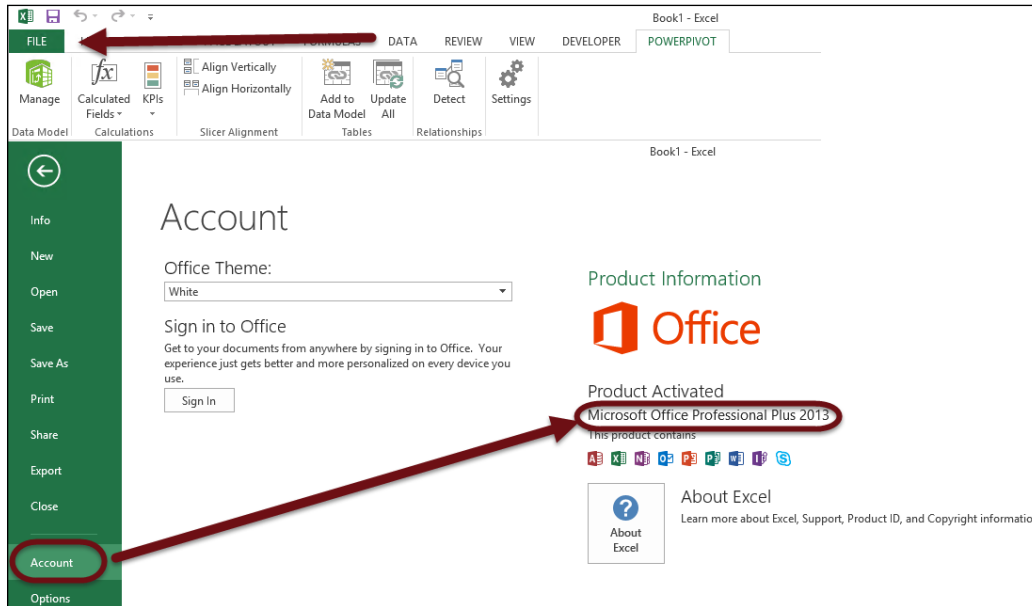 Book1 - Excel
FILE
DATA
REVIEW
VIEW
DEVELOPER
POWERPIVOT
Manage
Calculated
Fields
KPIs
Align Vertically
Align Horizontally
Add to
Data Model
Update
All
Detect
Settings
Data Model
Calculations
Slicer Alignment
Tables
Relationships
Book1 - Excel
Info
New
Open
Save
Save As
Print
Share
Export
Close
Account
Options
Account
Office Theme:
White
Sign in to Office
Get to your documents from anywhere by signing in to Office. Your
experience just gets better and more personalized on every device you
use.
Sign In
Product Information
Office
Product Activated
Microsoft Office Professional Plus 2013
This product contains
About
Excel
About Excel
Learn more about Excel, Support, Product ID, and Copyright informatio